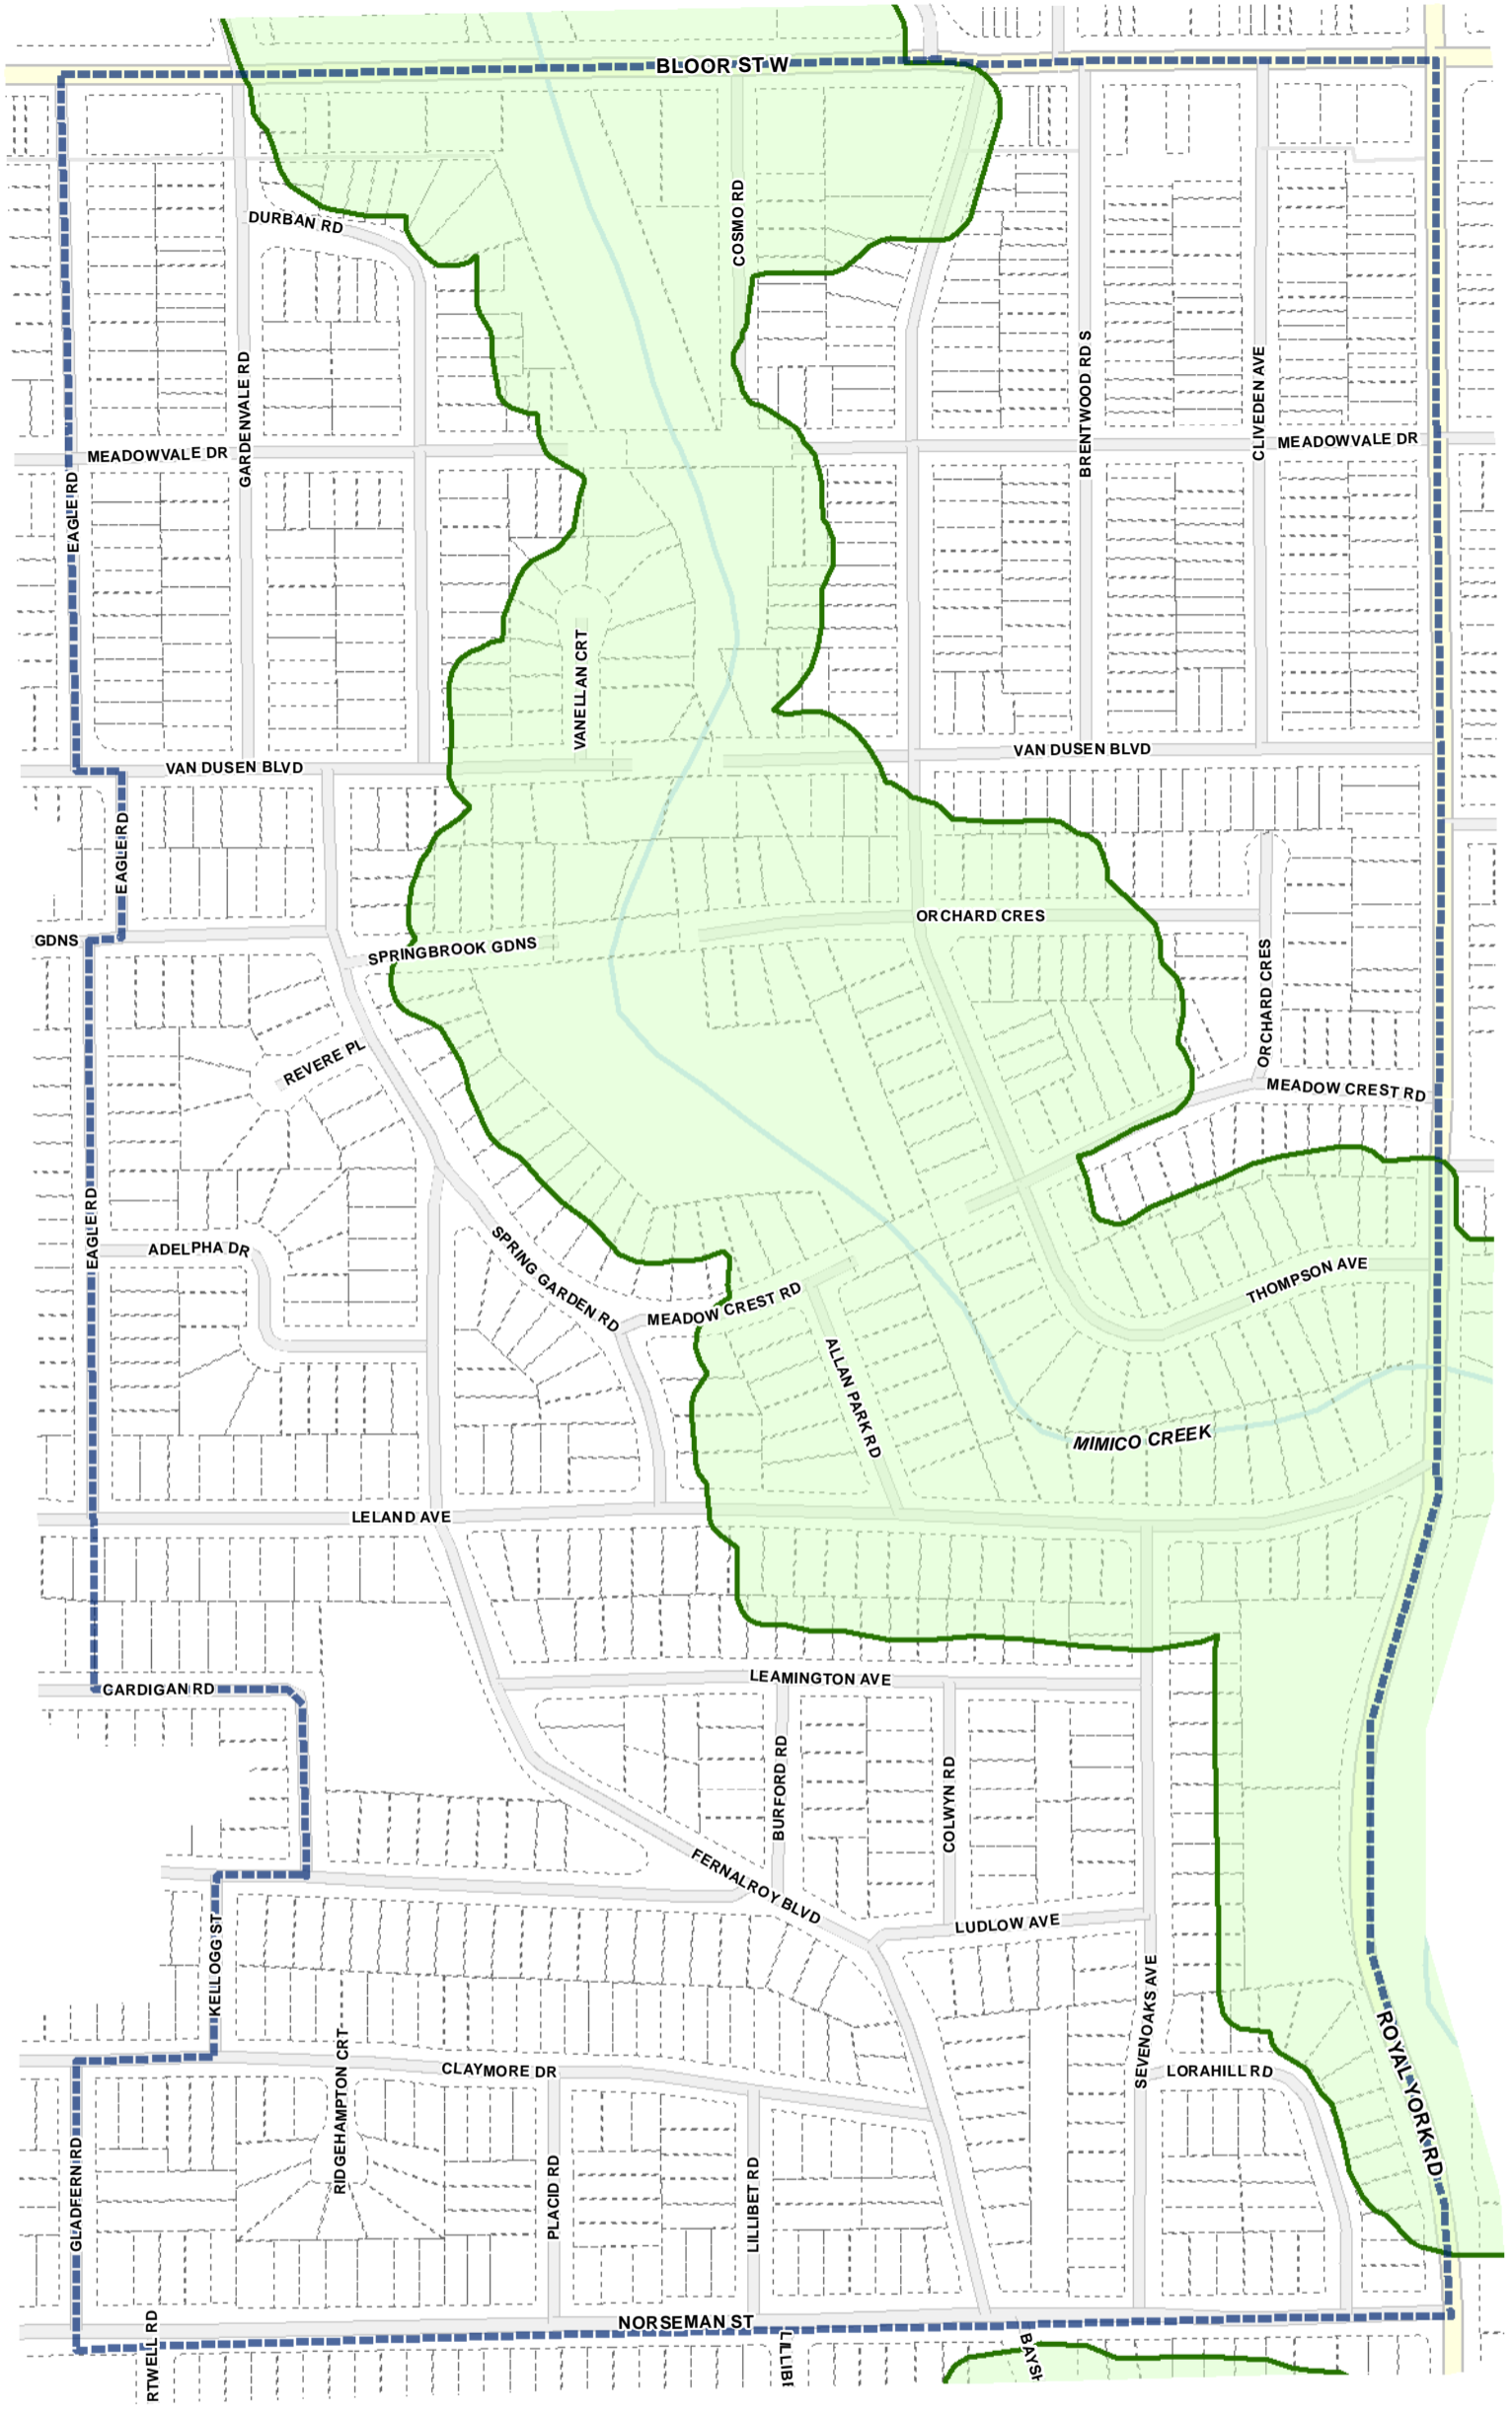 BLOOR ST W
COSMO RD
DURBAN RD
GARDENVALE RD
BRENTWOOD RD S
CLIVEDEN AVE
MEADOWVALE DR
MEADOWVALE DR
EAGLE RD
VANELLAN CRT
VAN DUSEN BLVD
VAN DUSEN BLVD
EAGLE RD
ORCHARD CRES
GDNS
SPRINGBROOK GDNS
ORCHARD CRES
REVERE PL
MEADOW CREST RD
EAGLE RD
ADELPHA DR
SPRING GARDEN RD
THOMPSON AVE
MEADOW CREST RD
ALLAN PARK RD
MIMICO CREEK
LELAND AVE
LEAMINGTON AVE
CARDIGAN RD
BURFORD RD
COLWYN RD
FERNALROY BLVD
LUDLOW AVE
KELLOGG ST
SEVENOAKS AVE
ROYAL YORK RD
RIDGEHAMPTON CRT
CLAYMORE DR
LORAHILL RD
GLADFERN RD
PLACID RD
LILLIBET RD
NORSEMAN ST
RTWELL RD
LILLIBE
BAYSH